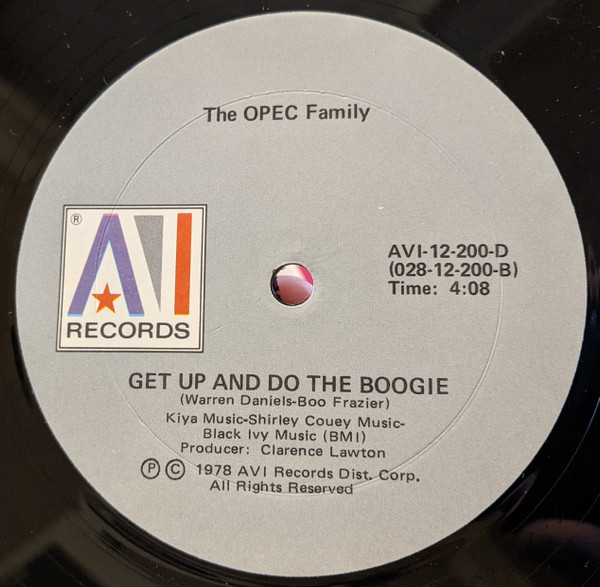 The OPEC Family
®
AVI
RECORDS
AVI-12-200-D
(028-12-200-B)
Time: 4:08
GET UP AND DO THE BOOGIE
(Warren Daniels-Boo Frazier)
Kiya Music-Shirley Couey Music-
Black Ivy Music (BMI)
Producer: Clarence Lawton
Ⓟ © 1978 AVI Records Dist. Corp.
All Rights Reserved